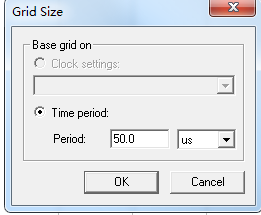 Grid Size
Base grid on
Clock settings:
Time period:
Period: 50.0 us
OK Cancel